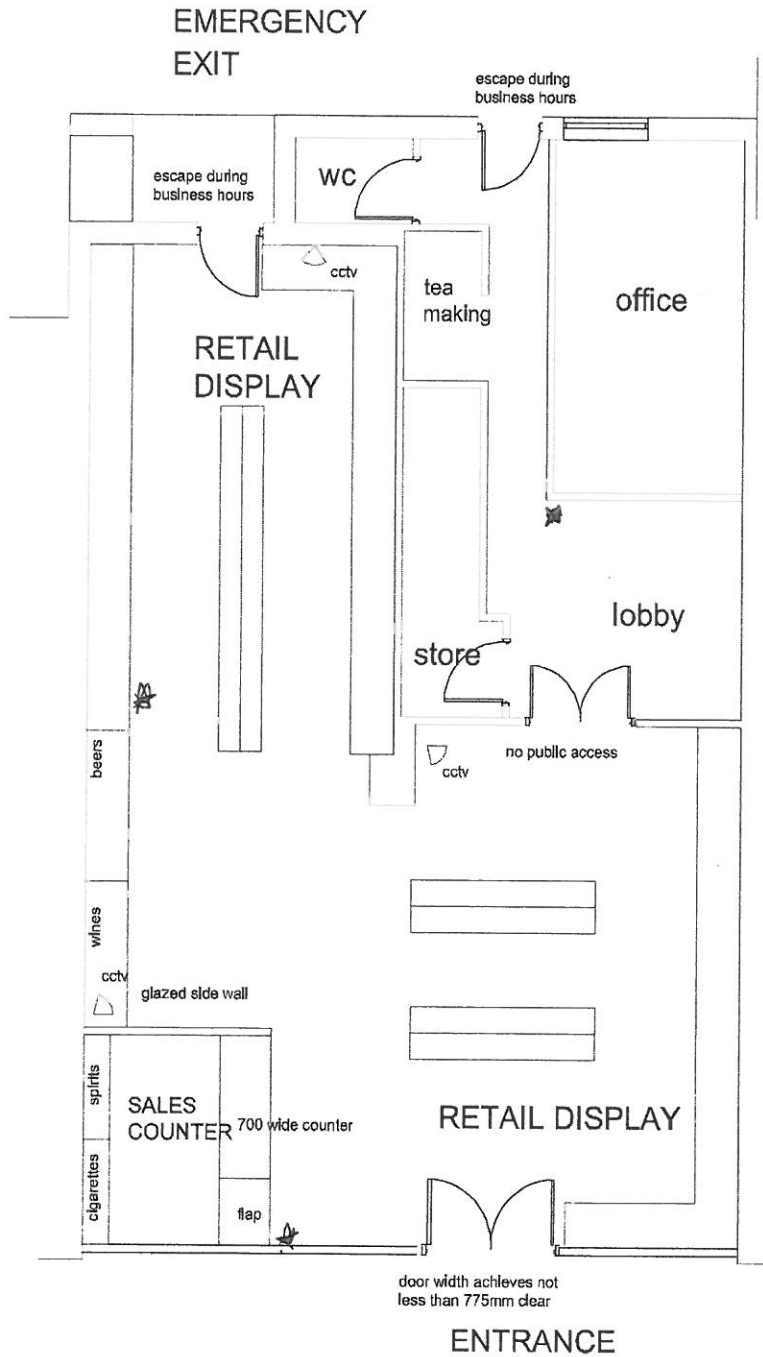 EMERGENCY
EXIT
escape during
business hours
escape during
business hours
WC
cctv
tea
making
office
RETAIL
DISPLAY
lobby
store
beers
no public access
cctv
wines
cctv
glazed side wall
spirits
SALES
COUNTER
700 wide counter
RETAIL DISPLAY
cigarettes
flap
door width achieves not
less than 775mm clear
ENTRANCE